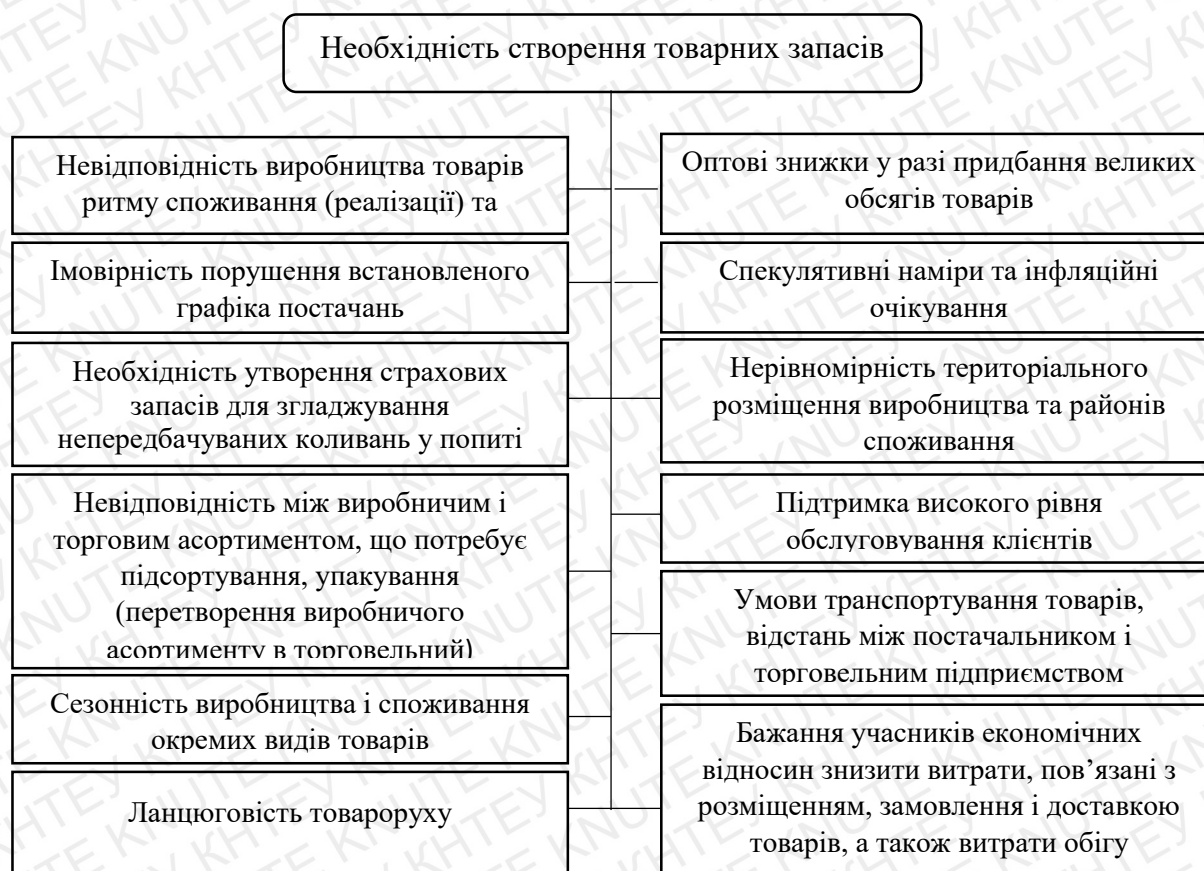 Необхідність створення товарних запасів
Невідповідність виробництва товарів
ритму споживання (реалізації) та
Імовірність порушення встановленого
графіка постачань
Необхідність утворення страхових
запасів для згладжування
непередбачуваних коливань у попиті
Невідповідність між виробничим і
торговим асортиментом, що потребує
підсортування, упакування
(перетворення виробничого
асортименту в торговельний)
Сезонність виробництва і споживання
окремих видів товарів
Ланцюговість товароруху
Оптові знижки у разі придбання великих
обсягів товарів
Спекулятивні наміри та інфляційні
очікування
Нерівномірність територіального
розміщення виробництва та районів
споживання
Підтримка високого рівня
обслуговування клієнтів
Умови транспортування товарів,
відстань між постачальником і
торговельним підприємством
Бажання учасників економічних
відносин знизити витрати, пов’язані з
розміщенням, замовлення і доставкою
товарів, а також витрати обігу